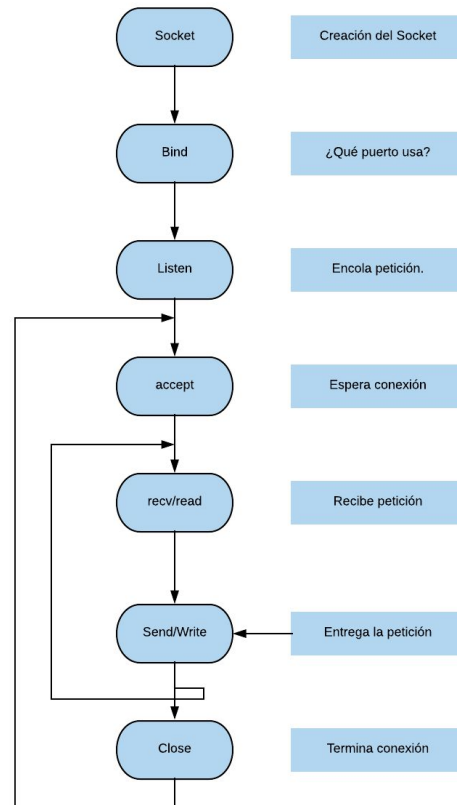 Socket
Creación del Socket
Bind
¿Qué puerto usa?
Listen
Encola petición.
accept
Espera conexión
recv/read
Recibe petición
Send/Write
Entrega la petición
Close
Termina conexión